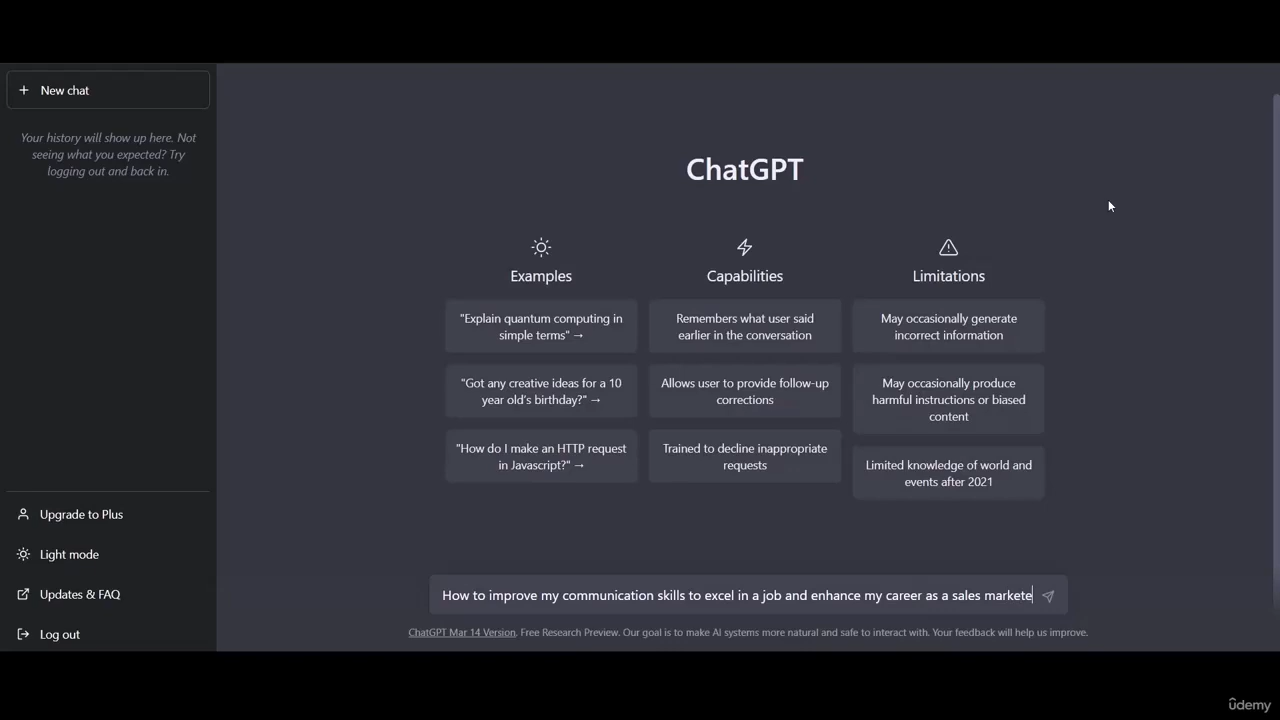 New chat
Your history will show up here. Not
seeing what you expected? Try
logging out and back in.
Upgrade to Plus
Light mode
Updates & FAQ
Log out
ChatGPT
Examples
"Explain quantum computing in
simple terms" →
"Got any creative ideas for a 10
year old's birthday?" →
"How do I make an HTTP request
in Javascript?" →
Capabilities
Remembers what user said
earlier in the conversation
Allows user to provide follow-up
corrections
Trained to decline inappropriate
requests
Limitations
May occasionally generate
incorrect information
May occasionally produce
harmful instructions or biased
content
Limited knowledge of world and
events after 2021
How to improve my communication skills to excel in a job and enhance my career as a sales markete
ChatGPT Mar 14 Version. Free Research Preview. Our goal is to make AI systems more natural and safe to interact with. Your feedback will help us improve.
ûdemy